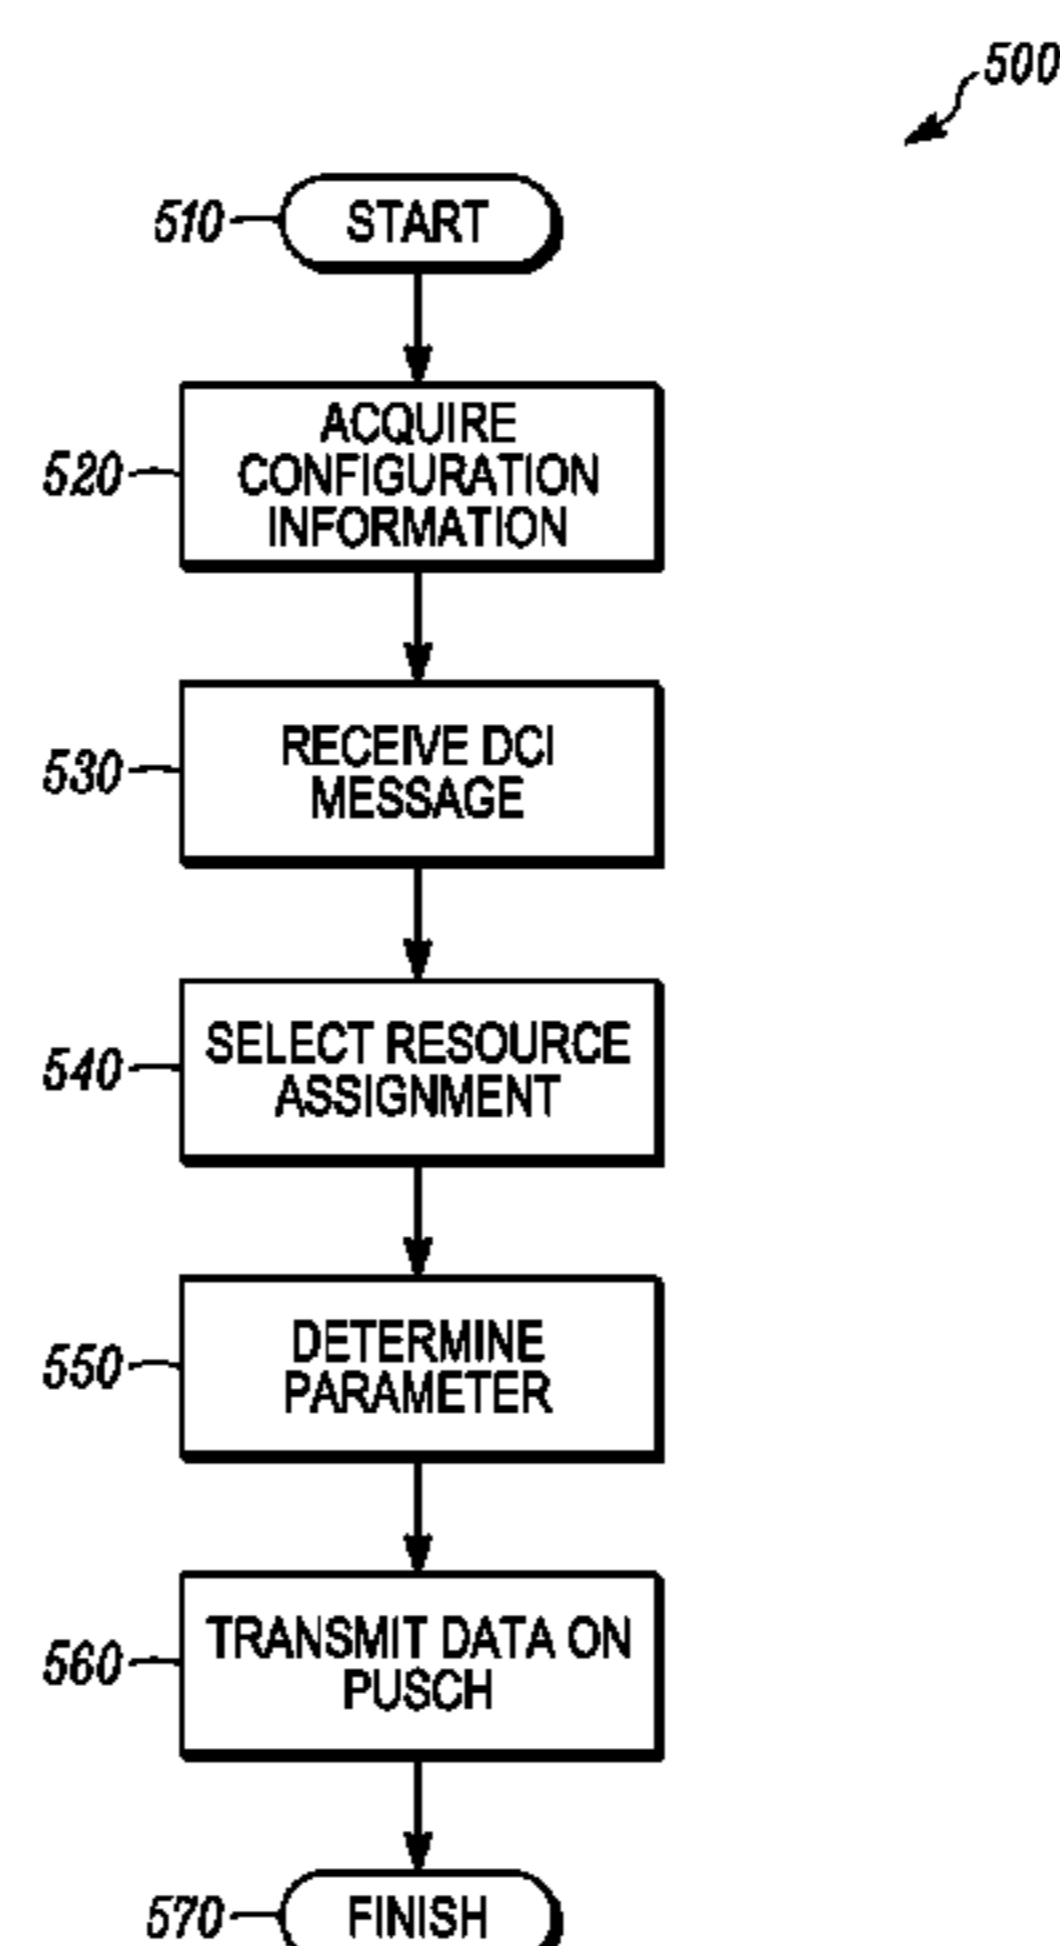 500
510 START
520 ACQUIRE
CONFIGURATION
INFORMATION
530 RECEIVE DCI
MESSAGE
540 SELECT RESOURCE
ASSIGNMENT
550 DETERMINE
PARAMETER
560 TRANSMIT DATA ON
PUSCH
570 FINISH